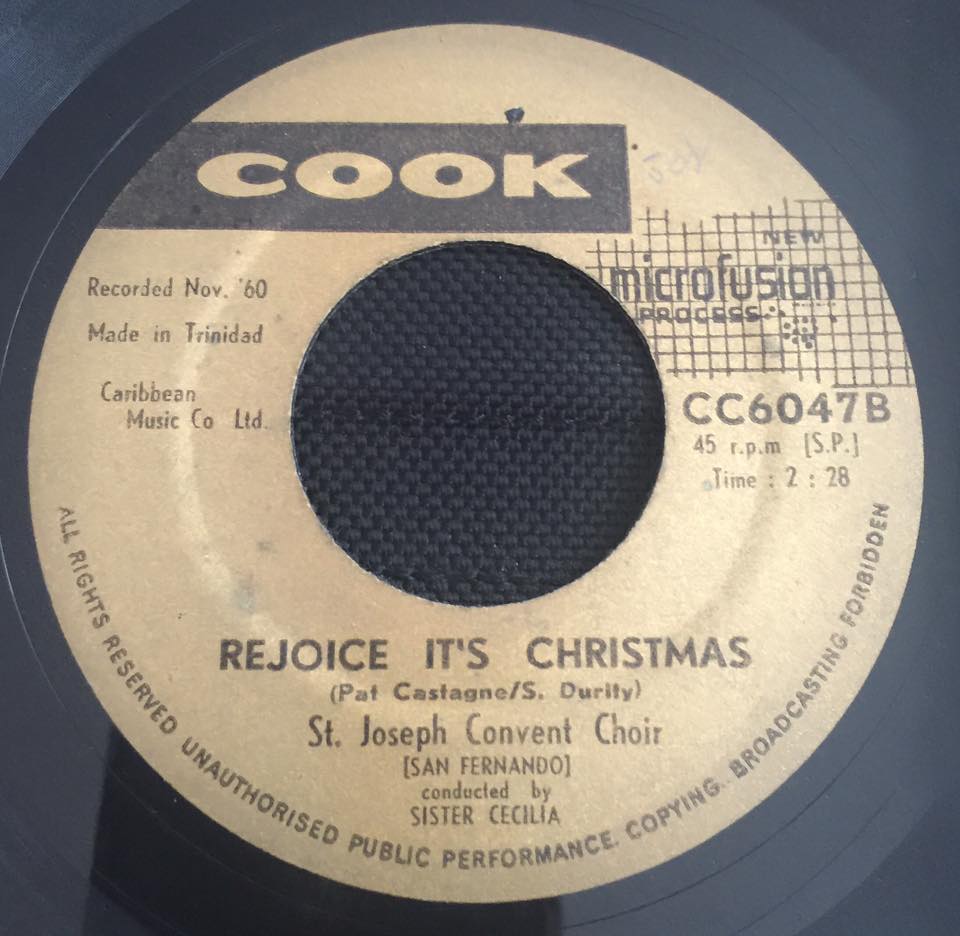 COOK
Recorded Nov. '60
Made in Trinidad
Caribbean
Music Co Ltd.
NEW
microfusion
PROCESS
CC6047B
45 r.p.m [S.P.]
Time : 2 : 28
REJOICE IT'S CHRISTMAS
(Pat Castagne/S. Durity)
St. Joseph Convent Choir
[SAN FERNANDO]
conducted by
SISTER CECILIA
ALL RIGHTS RESERVED UNAUTHORISED PUBLIC PERFORMANCE. COPYING. BROADCASTING FORBIDDEN